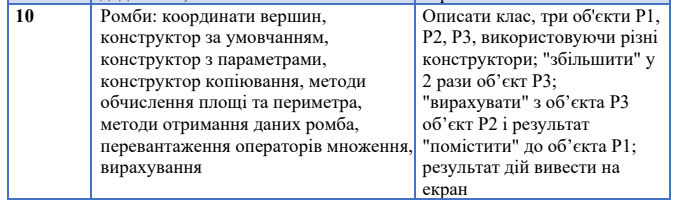 10
Ромби: координати вершин,
конструктор за умовчанням,
конструктор з параметрами,
конструктор копіювання, методи
обчислення площі та периметра,
методи отримання даних ромба,
перевантаження операторів множення,
вирахування
Описати клас, три об'єкти P1,
P2, P3, використовуючи різні
конструктори; "збільшити" у
2 рази об’єкт P3;
"вирахувати" з об’єкта P3
об’єкт P2 і результат
"помістити" до об’єкта P1;
результат дій вивести на
екран